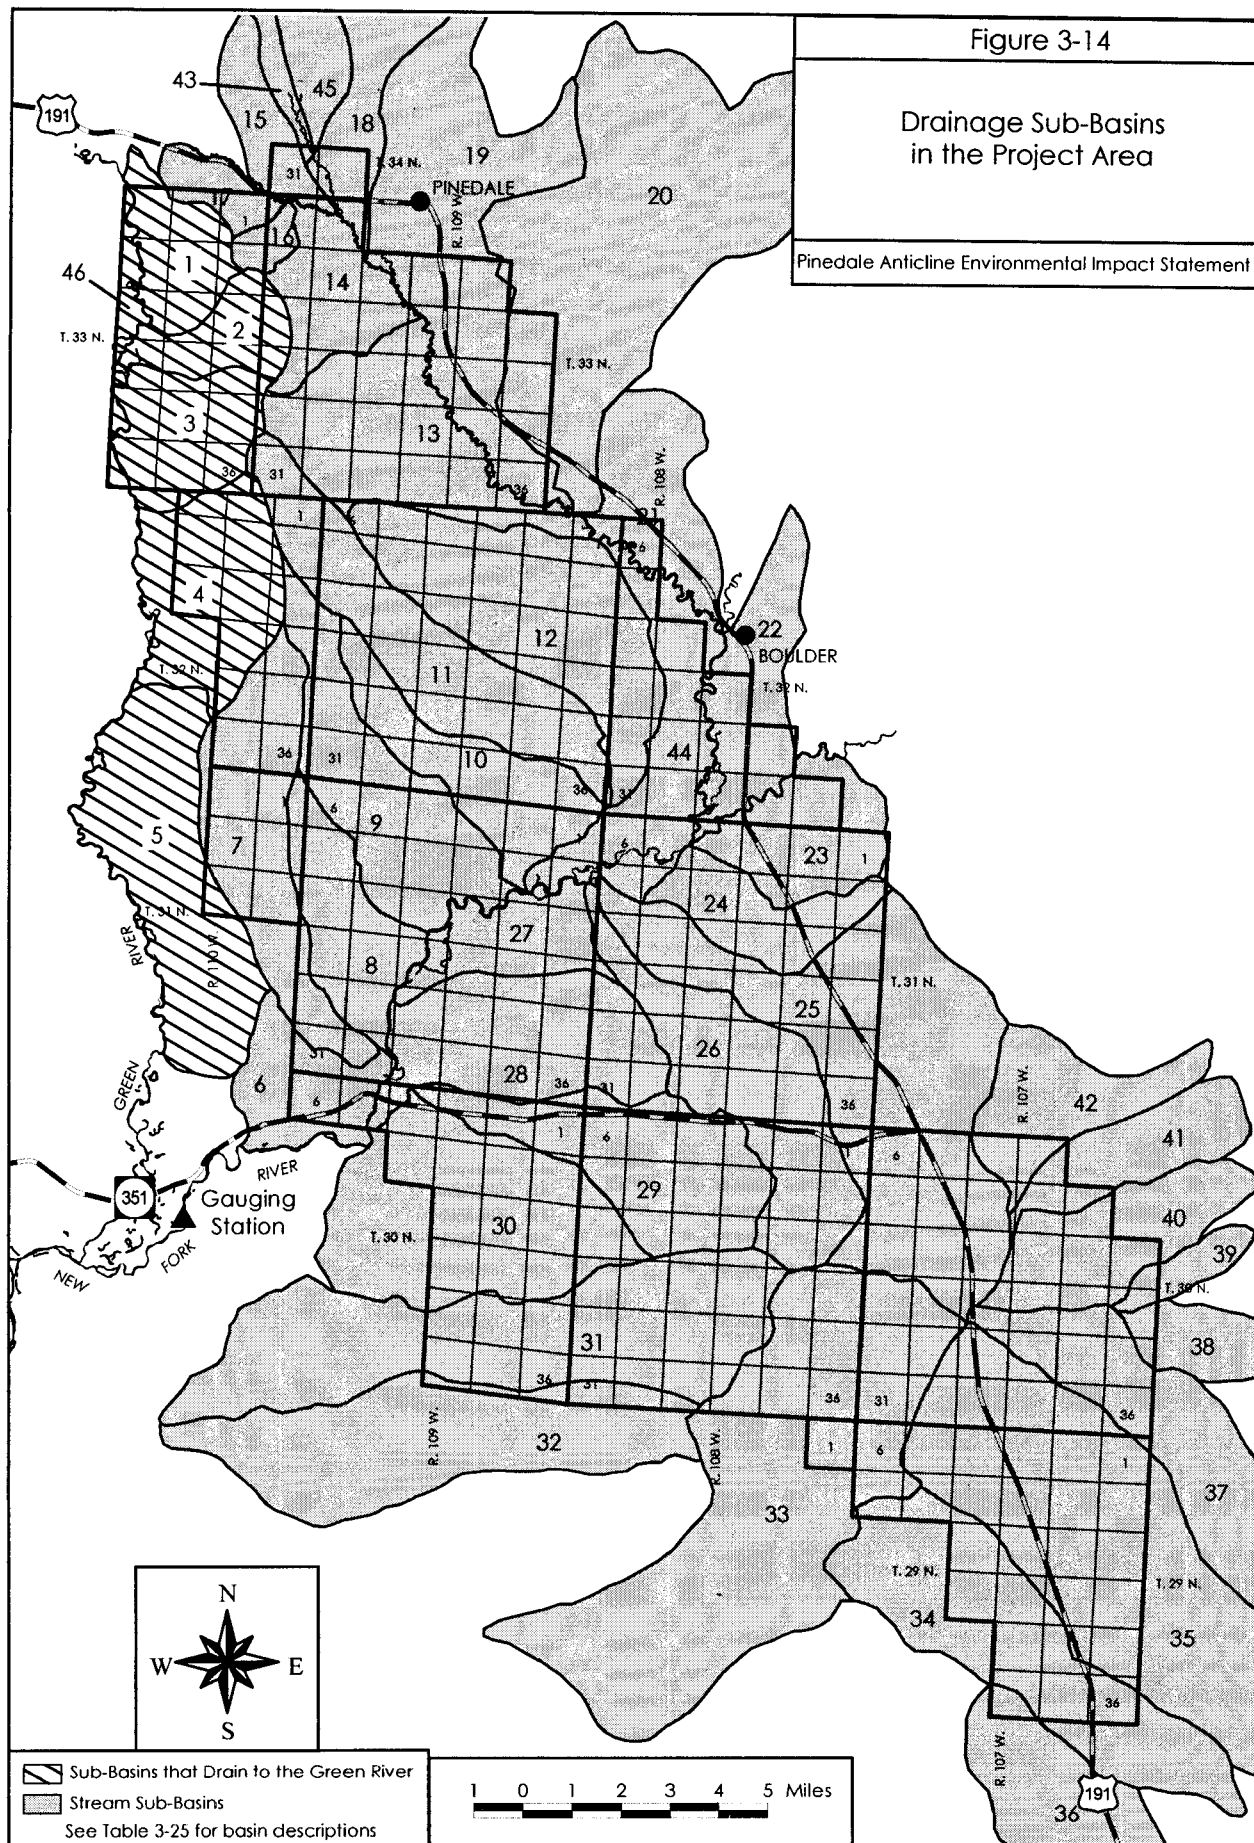 Figure 3-14
Drainage Sub-Basins
in the Project Area
Pinedale Anticline Environmental Impact Statement
43
45
191
15
18
19
20
T. 34 N.
31
PINEDALE
R. 109 W.
1
16
1
46
14
2
T. 33 N.
T. 33 N.
3
13
36
31
36
R. 108 W.
21
1
6
4
12
22
BOULDER
T. 32 N.
11
T. 32 N.
36
31
10
44
36
31
6
9
5
7
1
6
23
1
24
T. 31 N.
RIVER
R. 110 W.
27
8
T. 31 N.
25
26
31
28
36
31
36
GREEN
6
6
R. 107 W.
42
1
6
6
41
RIVER
351
Gauging
Station
29
40
30
T. 30 N.
39
NEW
FORK
T. 30 N.
31
38
36
31
36
31
36
R. 109 W.
32
R. 108 W.
1
6
1
37
33
T. 29 N.
T. 29 N.
34
35
N
W
E
S
36
R. 107 W.
191
36
Sub-Basins that Drain to the Green River
Stream Sub-Basins
See Table 3-25 for basin descriptions
1 0 1 2 3 4 5 Miles